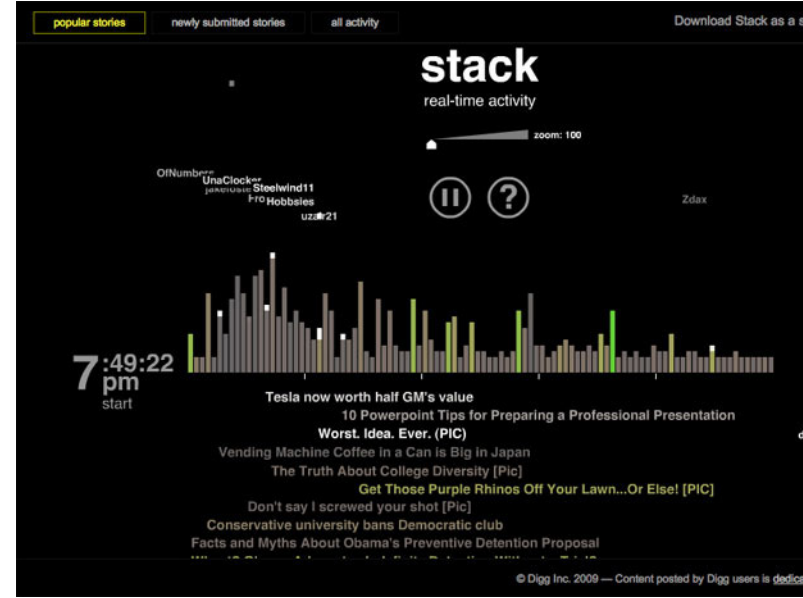 popular stories newly submitted stories all activity Download Stack as a s
stack
real-time activity
zoom: 100
OfNumbers
UnaClocker
Steelwind11
Fro Hobbsies
uzair21
Zdax
7:49:22
pm
start
Tesla now worth half GM's value
10 Powerpoint Tips for Preparing a Professional Presentation
Worst. Idea. Ever. (PIC)
Vending Machine Coffee in a Can is Big in Japan
The Truth About College Diversity [Pic]
Get Those Purple Rhinos Off Your Lawn...Or Else! [PIC]
Don't say I screwed your shot [Pic]
Conservative university bans Democratic club
Facts and Myths About Obama's Preventive Detention Proposal
© Digg Inc. 2009 — Content posted by Digg users is dedica